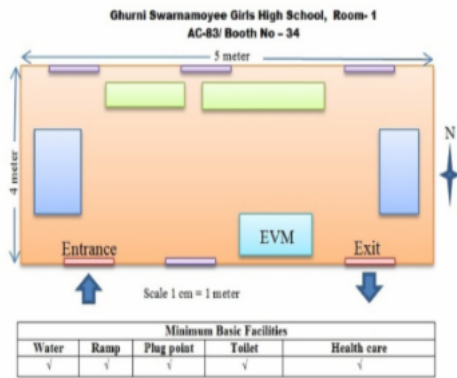 Ghurni Swarnamoyee Girls High School, Room- 1
AC-83/ Booth No – 34
5 meter
4 meter
N
Entrance
EVM
Exit
Scale 1 cm = 1 meter
Minimum Basic Facilities
Water Ramp Plug point Toilet Health care
√ √ √ √ √